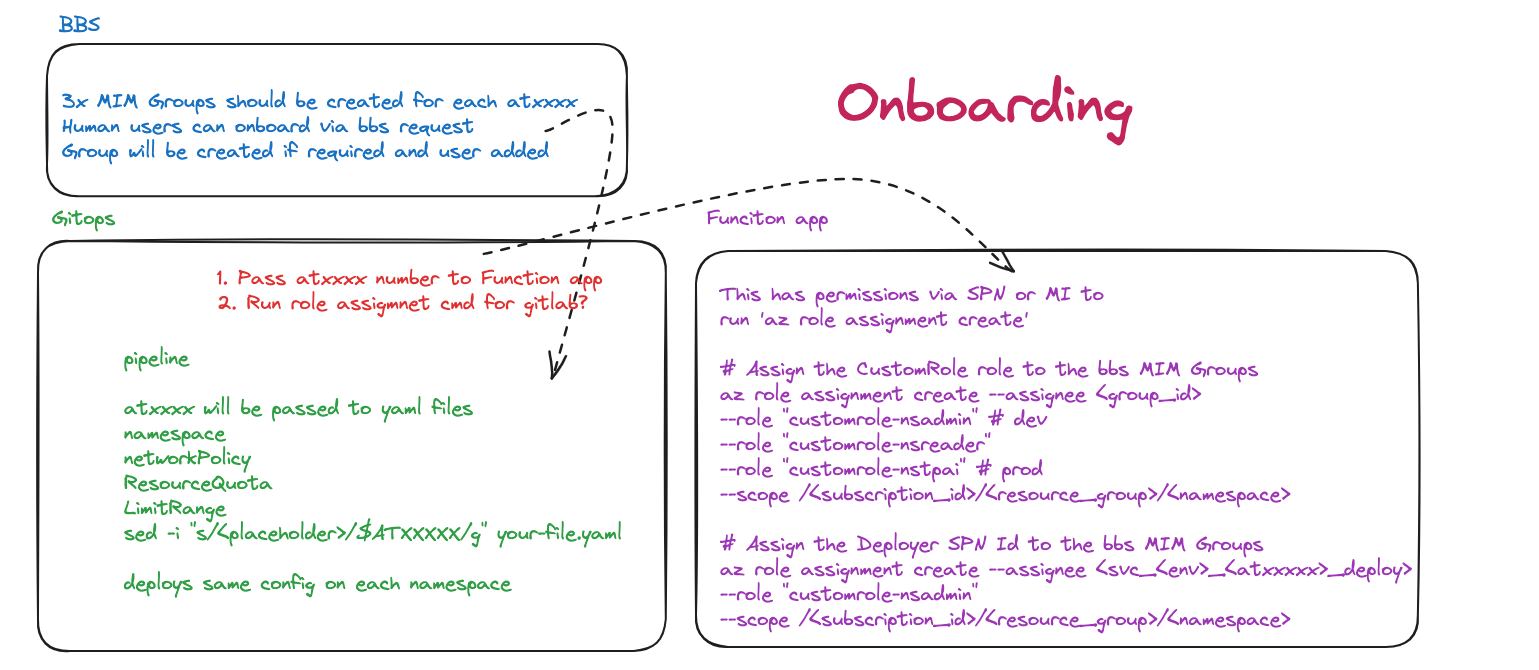 BBS
3x MIM Groups should be created for each atxxxx
Human users can onboard via bbs request
Group will be created if required and user added
Onboarding
Gitops
1. Pass atxxxx number to Function app
2. Run role assigmnet cmd for gitlab?
pipeline
atxxxx will be passed to yaml files
namespace
networkPolicy
ResourceQuota
LimitRange
sed -i "s/<placeholder>/$ATXXXXX/g" your-file.yaml
deploys same config on each namespace
Funciton app
This has permissions via SPN or MI to
run 'az role assignment create'
# Assign the CustomRole role to the bbs MIM Groups
az role assignment create --assignee <group_id>
--role "customrole-nsadmin" # dev
--role "customrole-nsreader"
--role "customrole-nstpai" # prod
--scope /<subscription_id>/<resource_group>/<namespace>
# Assign the Deployer SPN Id to the bbs MIM Groups
az role assignment create --assignee <svc_<env>_<atxxxxx>_deploy>
--role "customrole-nsadmin"
--scope /<subscription_id>/<resource_group>/<namespace>